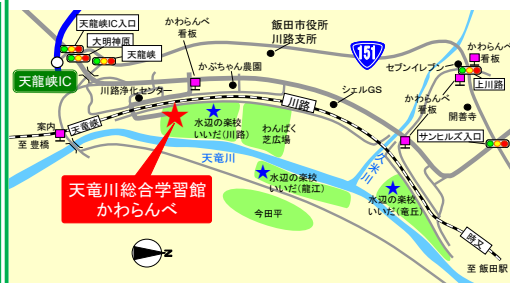 天龍峡IC入口
大明神原
天龍峡
天龍峡IC
かわらんべ
看板
飯田市役所
川路支所
151
かわらんべ
看板
セブンイレブン
上川路
かぶちゃん農園
川路浄化センター
シェルGS
かわらんべ
看板
開善寺
サンヒルズ入口
案内
至 豊橋
天竜峡
川路
水辺の楽校
いいだ(川路)
わんぱく
芝広場
天竜川
久米川
天竜川総合学習館
かわらんべ
水辺の楽校
いいだ(龍江)
水辺の楽校
いいだ(竜丘)
今田平
時又
至 飯田駅
N